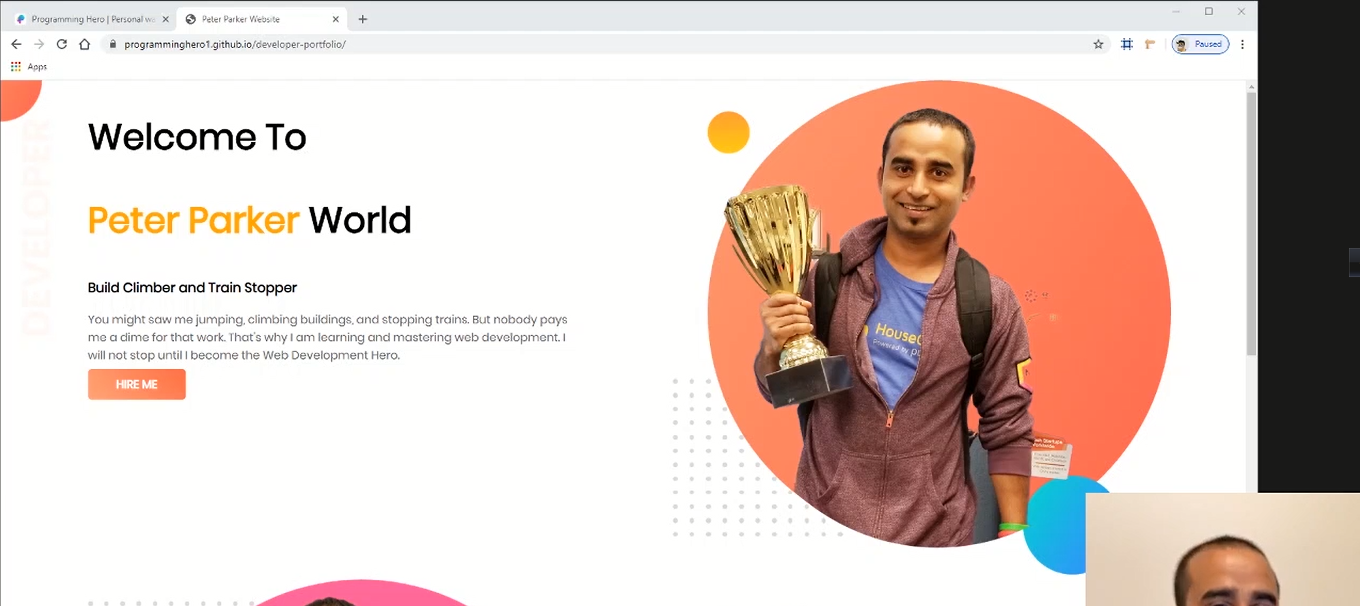 Programming Hero | Personal w
Peter Parker Website
programminghero1.github.io/developer-portfolio/
Paused
Apps
DEVELOPER
Welcome To
Peter Parker World
Build Climber and Train Stopper
You might saw me jumping, climbing buildings, and stopping trains. But nobody pays
me a dime for that work. That's why I am learning and mastering web development. I
will not stop until I become the Web Development Hero.
HIRE ME
House
Powered by